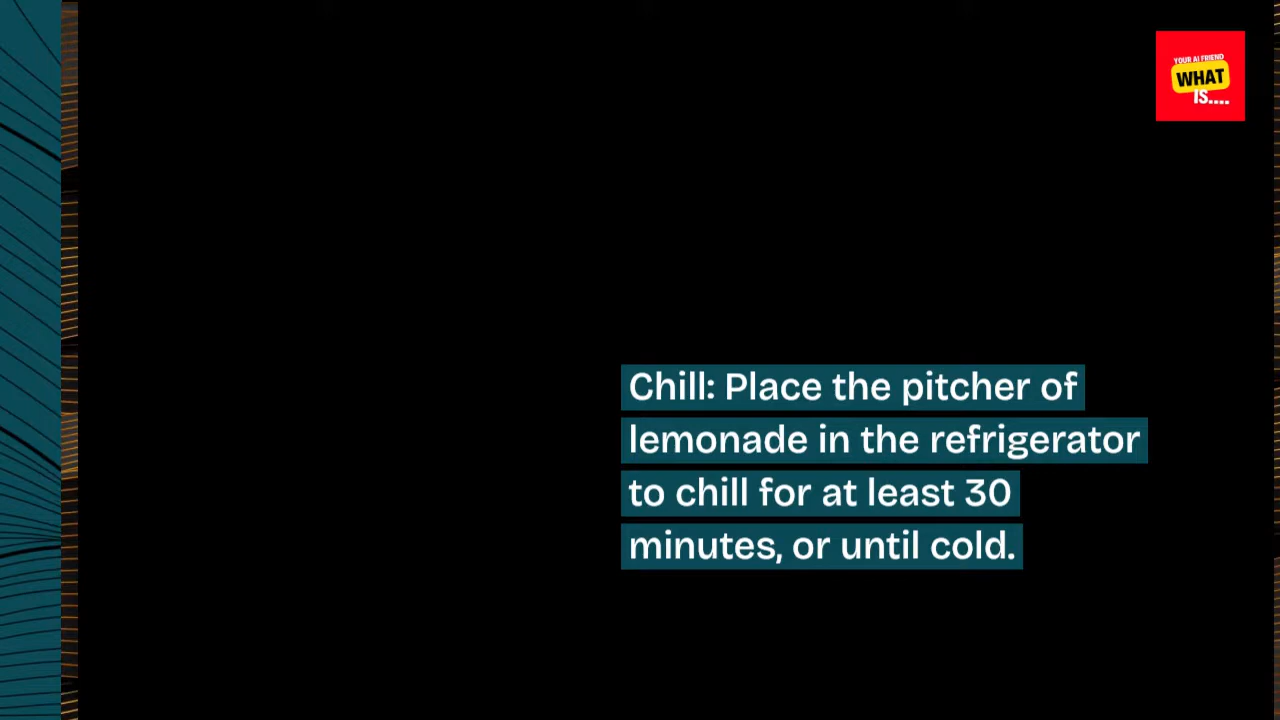 YOUR AI FRIEND
WHAT
IS....
Chill: Place the pitcher of
lemonade in the refrigerator
to chill for at least 30
minutes, or until cold.